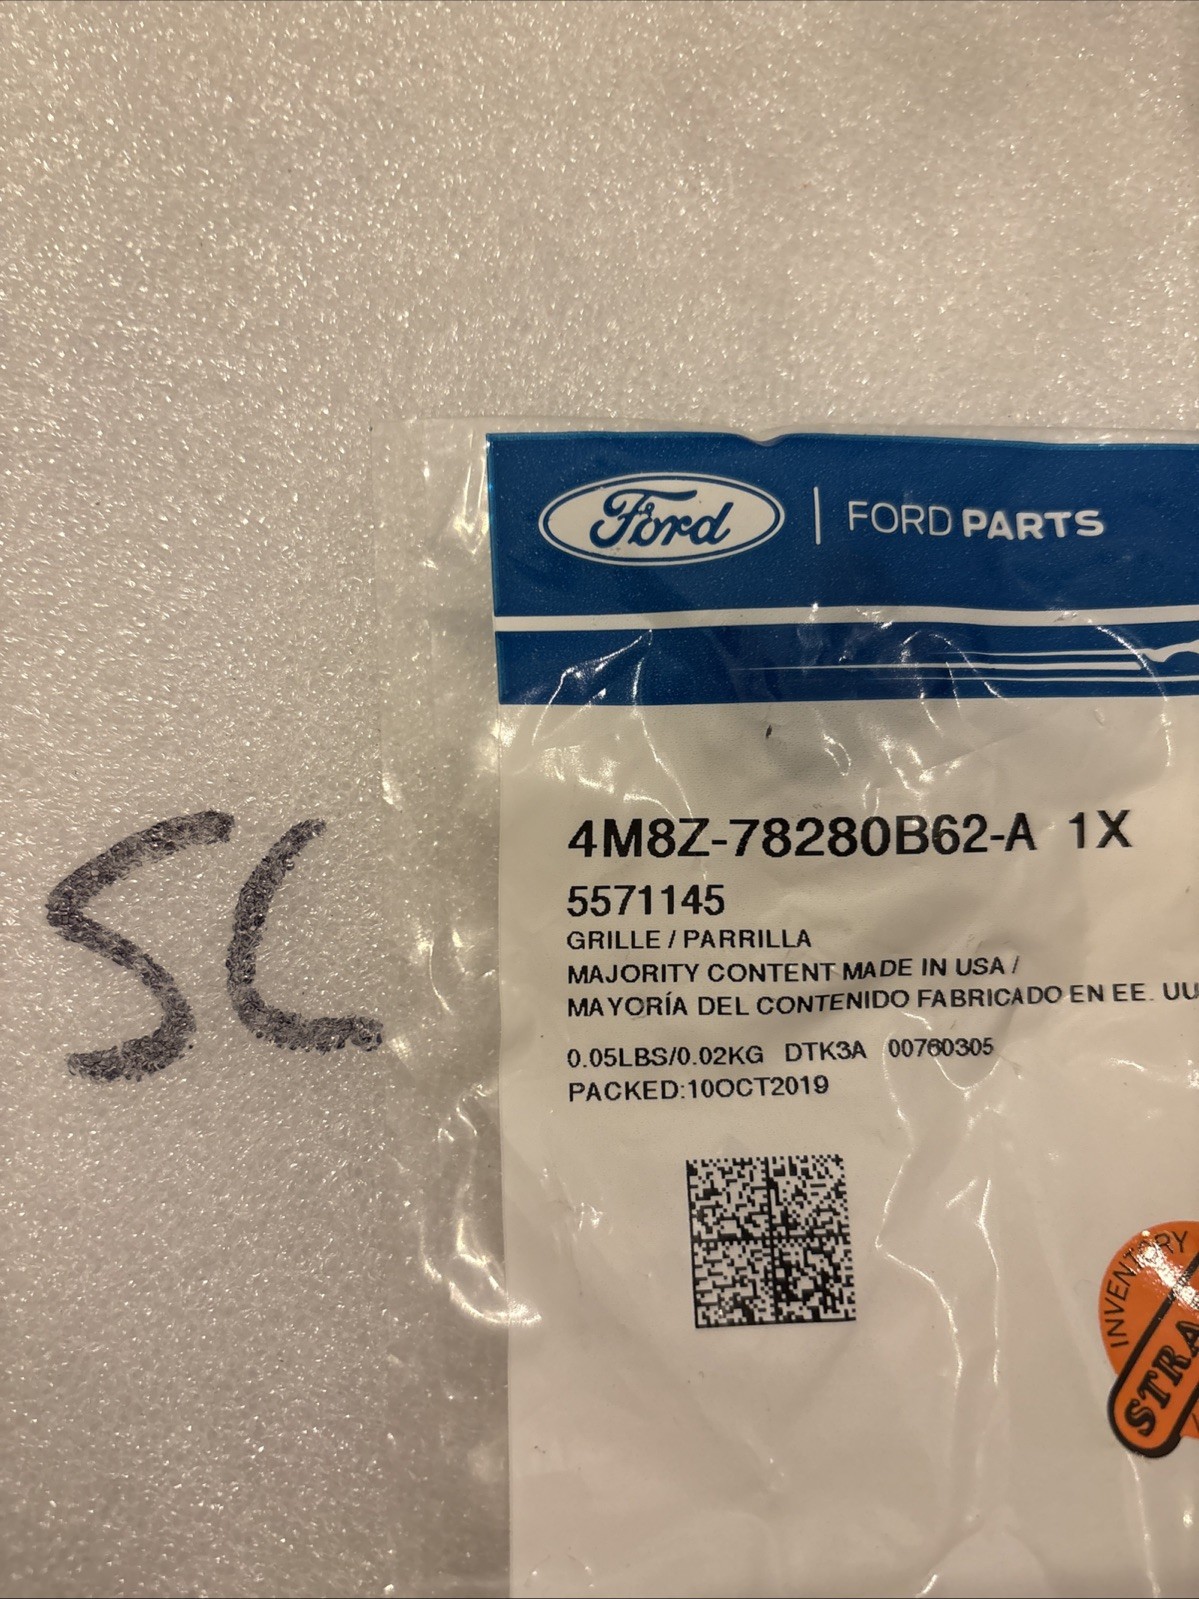 Ford | FORD PARTS
4M8Z-78280B62-A 1X
5571145
GRILLE / PARRILLA
MAJORITY CONTENT MADE IN USA /
MAYORÍA DEL CONTENIDO FABRICADO EN EE. UU
0.05LBS/0.02KG DTK3A 00760305
PACKED:10OCT2019
SC
INVENTORY
STRA